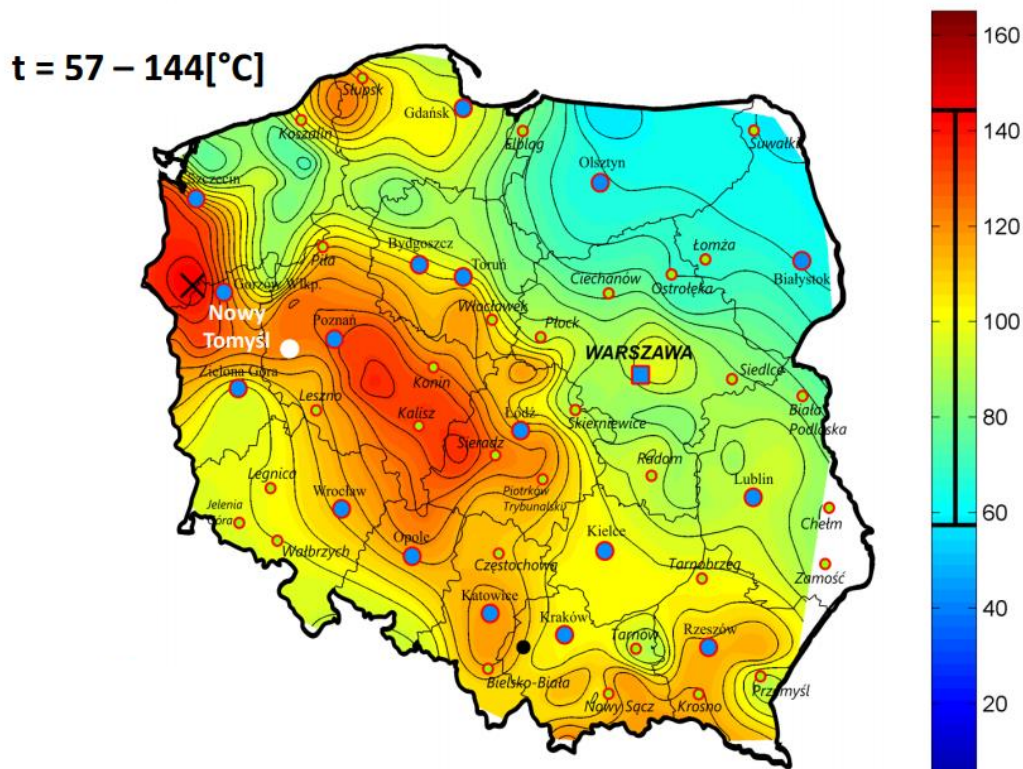 t = 57 – 144[°C]
160
140
120
100
80
60
40
20
Słupsk
Gdańsk
Koszalin
Elbląg
Suwałki
Olsztyn
Szczecin
Łomża
Bydgoszcz
Piła
Toruń
Ciechanów
Ostrołęka
Białystok
Gorzów Wlkp.
Włocławek
Nowy
Tomyśl
Poznań
Płock
WARSZAWA
Zielona Góra
Konin
Siedlce
Leszno
Kalisz
Łódź
Skierniewice
Biała
Podlaska
Sieradz
Radom
Legnica
Wrocław
Piotrków
Trybunalski
Lublin
Jelenia
Góra
Chełm
Wałbrzych
Opole
Częstochowa
Kielce
Tarnobrzeg
Zamość
Katowice
Kraków
Tarnów
Rzeszów
Bielsko-Biała
Nowy Sącz
Krosno
Przemyśl